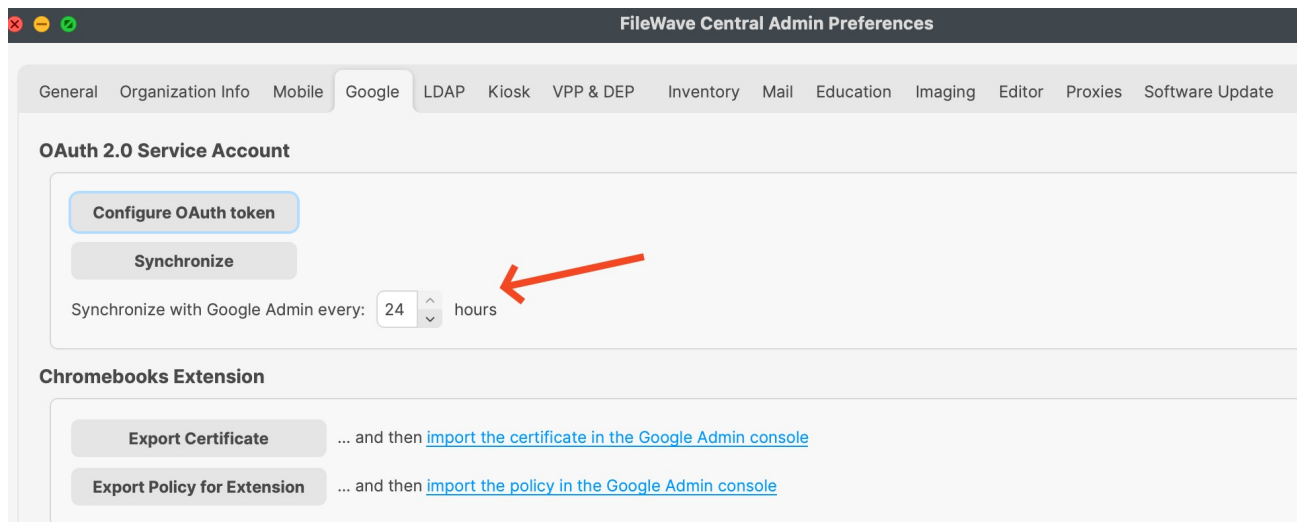 FileWave Central Admin Preferences
General Organization Info Mobile Google LDAP Kiosk VPP & DEP Inventory Mail Education Imaging Editor Proxies Software Update
OAuth 2.0 Service Account
Configure OAuth token
Synchronize
Synchronize with Google Admin every: 24 hours
Chromebooks Extension
Export Certificate ... and then import the certificate in the Google Admin console
Export Policy for Extension ... and then import the policy in the Google Admin console